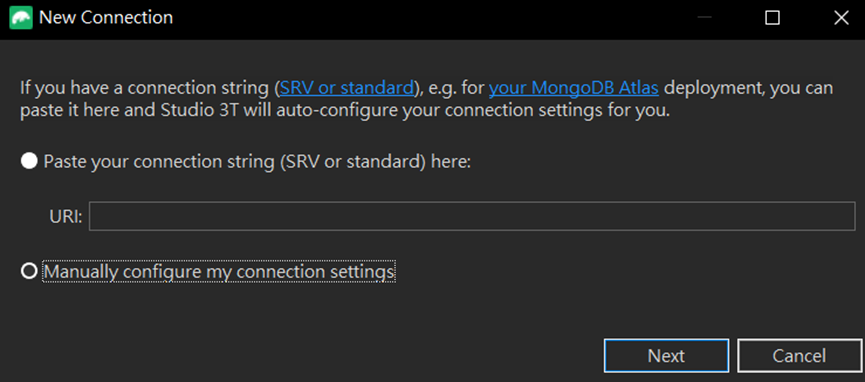 New Connection
If you have a connection string (SRV or standard), e.g. for your MongoDB Atlas deployment, you can
paste it here and Studio 3T will auto-configure your connection settings for you.
Paste your connection string (SRV or standard) here:
URI:
Manually configure my connection settings
Next Cancel